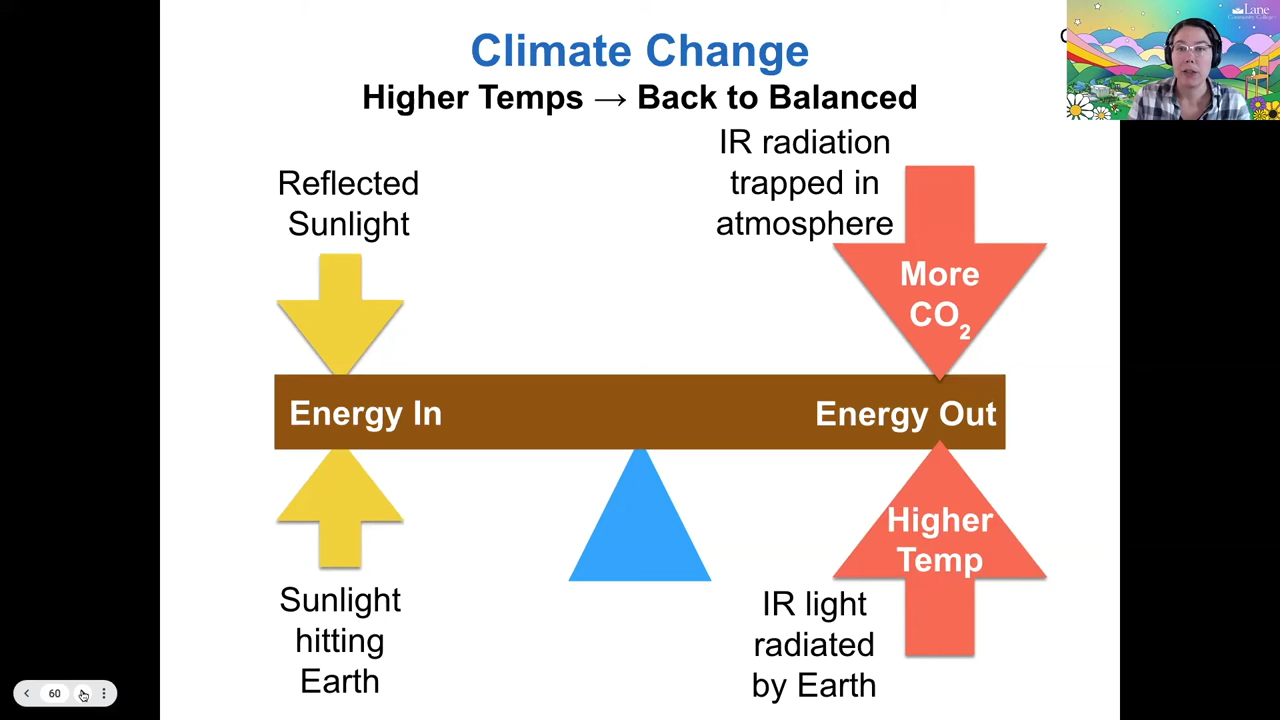 Climate Change
Higher Temps → Back to Balanced
Reflected
Sunlight
IR radiation
trapped in
atmosphere
More
CO₂
Energy In
Energy Out
Higher
Temp
Sunlight
hitting
Earth
IR light
radiated
by Earth
60
Lane
Community College